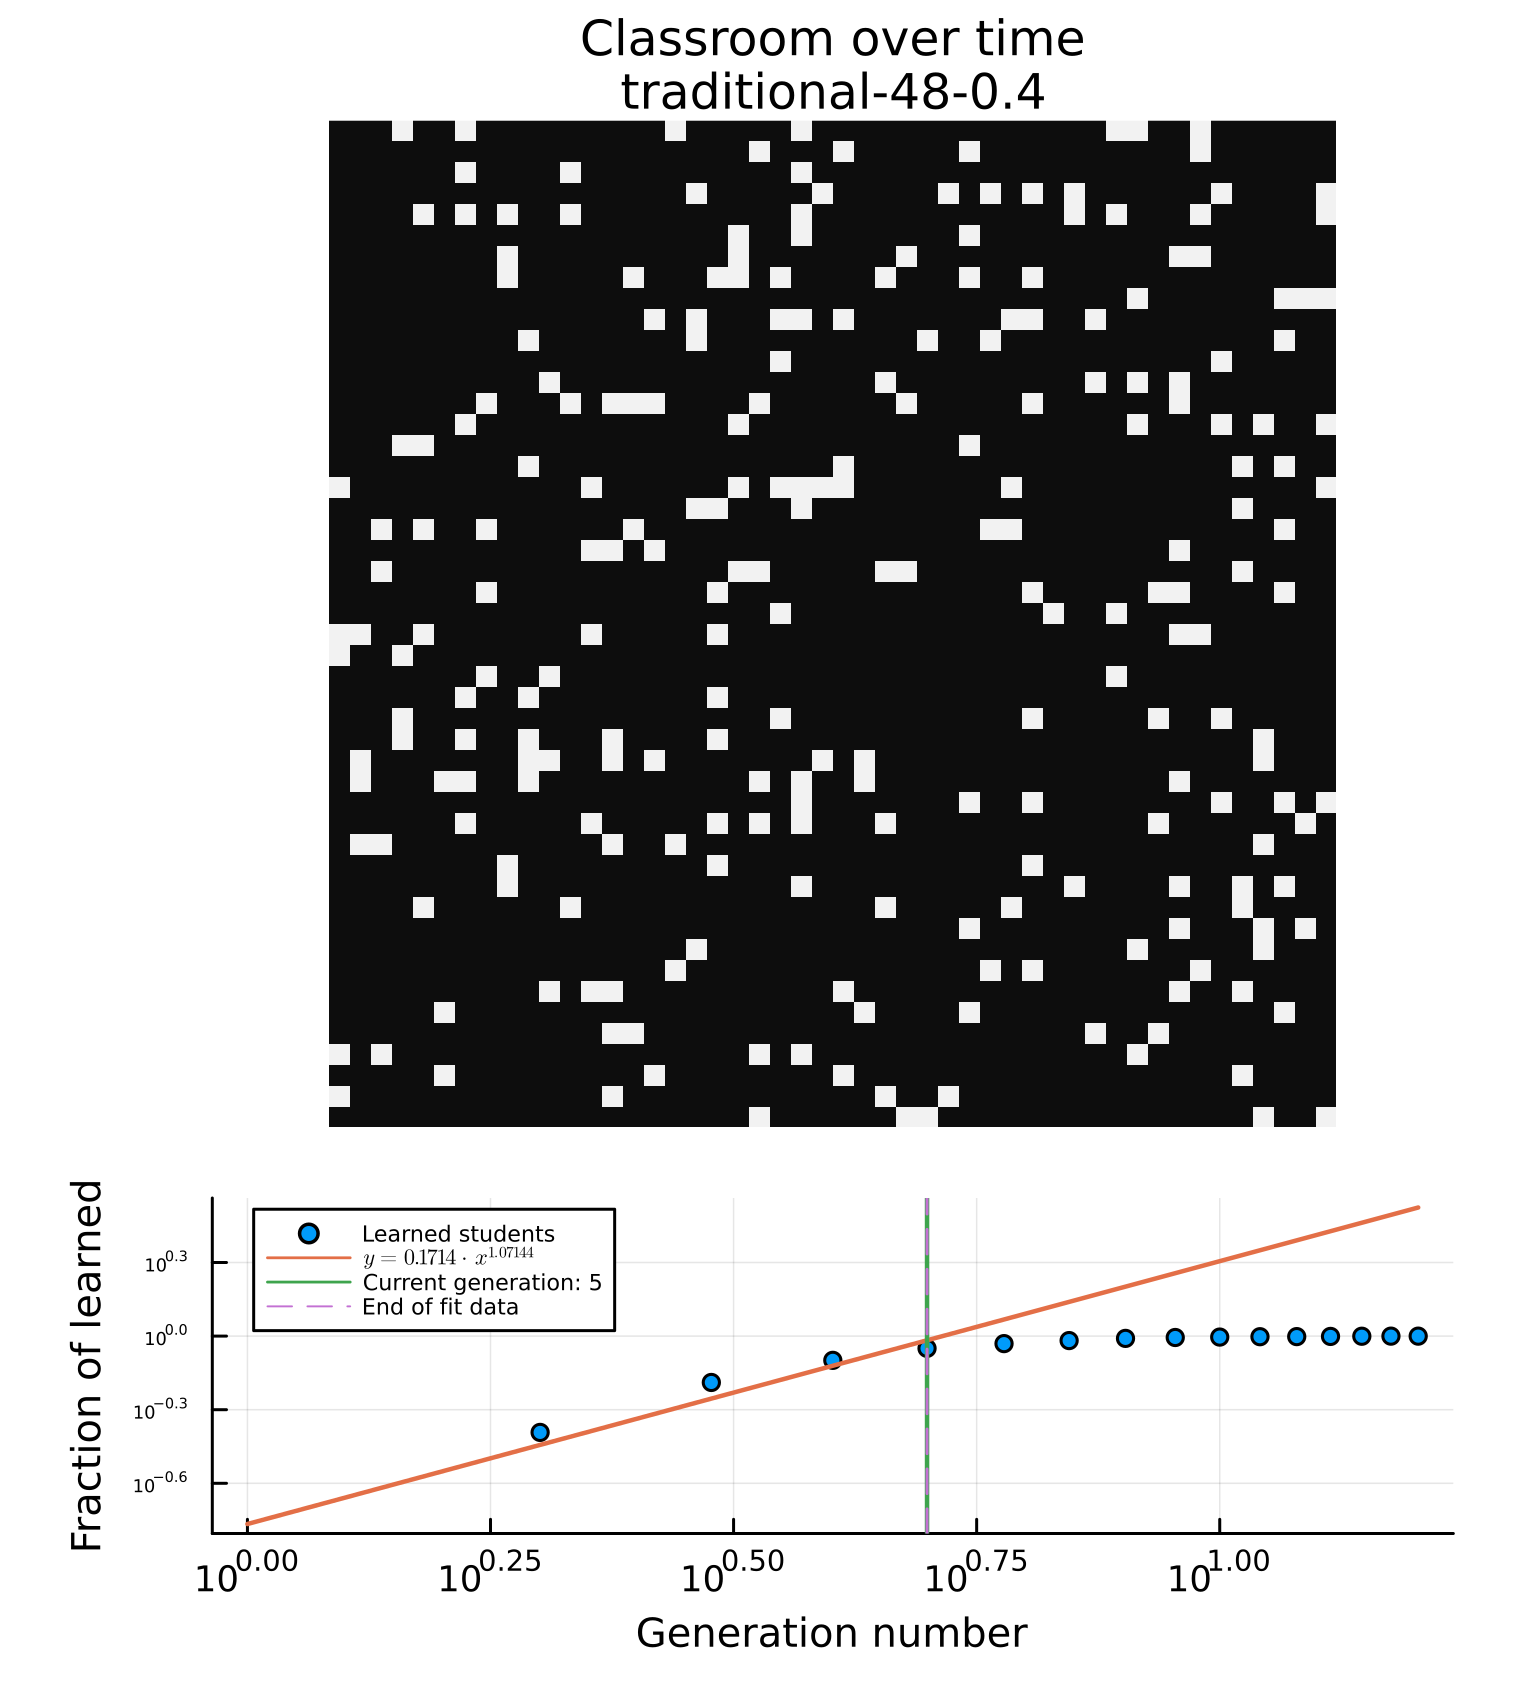 Classroom over time
traditional-48-0.4
Fraction of learned
Learned students
y = 0.1714 · x^1.07144
Current generation: 5
End of fit data
10^0.3
10^0.0
10^−0.3
10^−0.6
10^0.00 10^0.25 10^0.50 10^0.75 10^1.00
Generation number